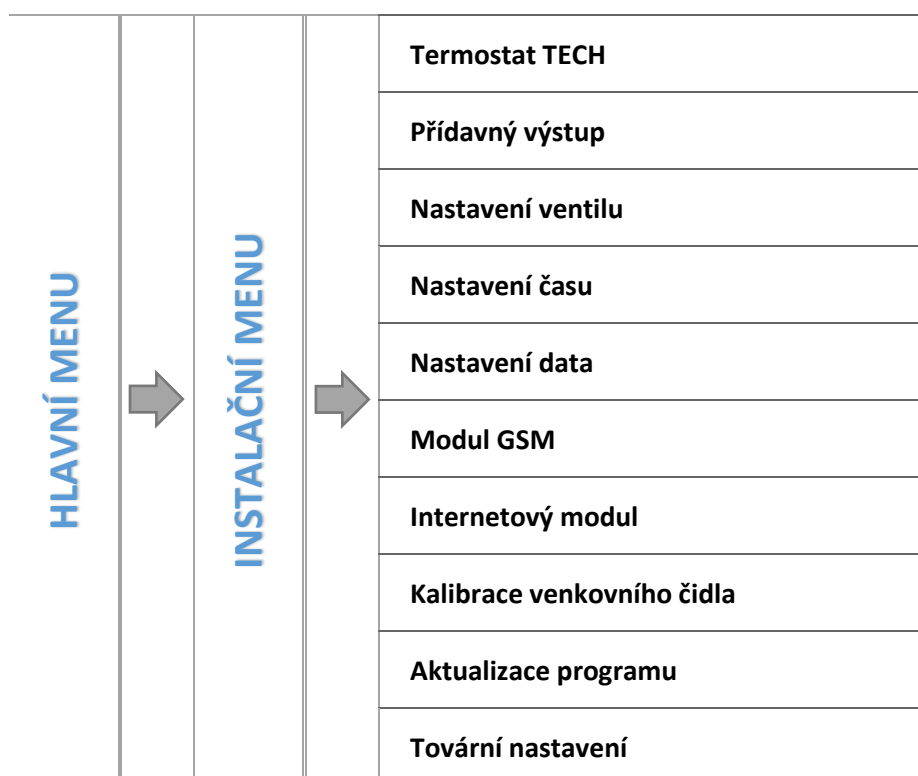 HLAVNÍ MENU
INSTALAČNÍ MENU
Termostat TECH
Přídavný výstup
Nastavení ventilu
Nastavení času
Nastavení data
Modul GSM
Internetový modul
Kalibrace venkovního čidla
Aktualizace programu
Tovární nastavení